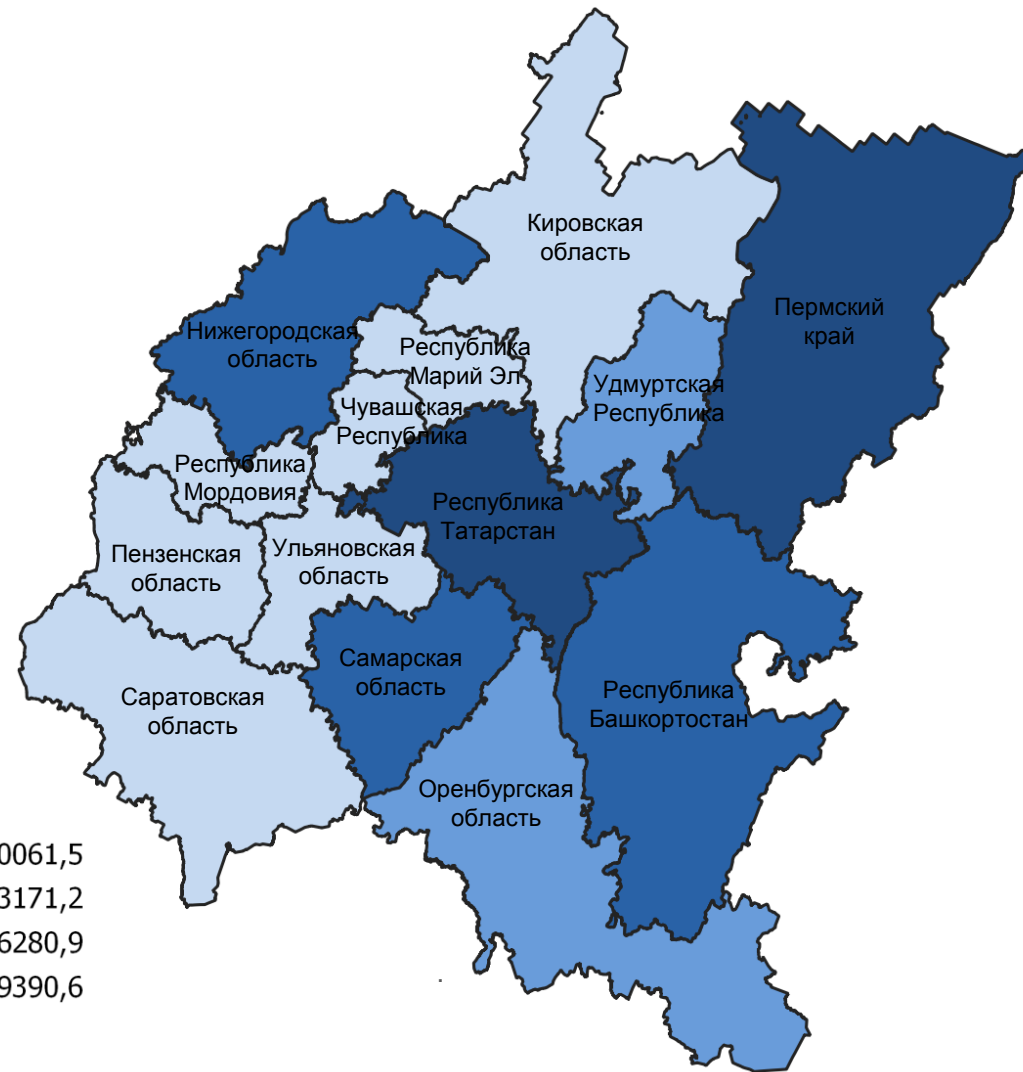 Кировская
область
Пермский
край
Нижегородская
область
Республика
Марий Эл
Удмуртская
Республика
Чувашская
Республика
Республика
Мордовия
Республика
Татарстан
Пензенская
область
Ульяновская
область
Самарская
область
Республика
Башкортостан
Саратовская
область
Оренбургская
область
0061,5
3171,2
6280,9
9390,6